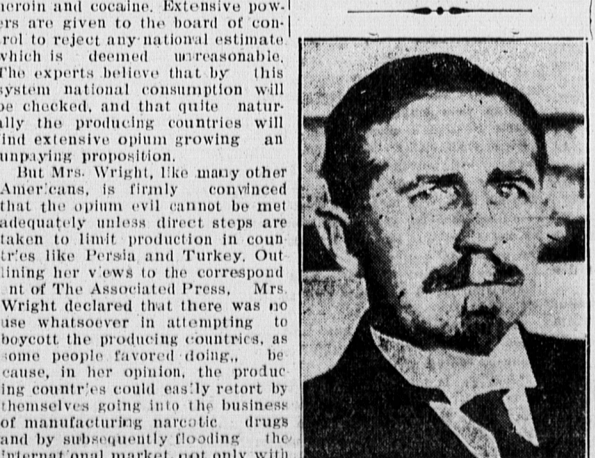 heroin and cocaine. Extensive pow-
ers are given to the board of con-
rol to reject any national estimate
which is deemed unreasonable.
The experts believe that by this
system national consumption will
be checked, and that quite natur-
ally the producing countries will
find extensive opium growing an
unpaying proposition.
But Mrs. Wright, like many other
Americans, is firmly convinced
that the opium evil cannot be met
adequately unless direct steps are
taken to limit production in coun-
tries like Persia and Turkey. Out
lining her views to the correspond
nt of The Associated Press, Mrs.
Wright declared that there was no
use whatsoever in attempting to
boycott the producing countries, as
some people favored doing,, be-
cause, in her opinion, the produc-
ing countries could easily retort by
themselves going into the business
of manufacturing narcotic drugs
and by subsequently flooding the
international market not only with